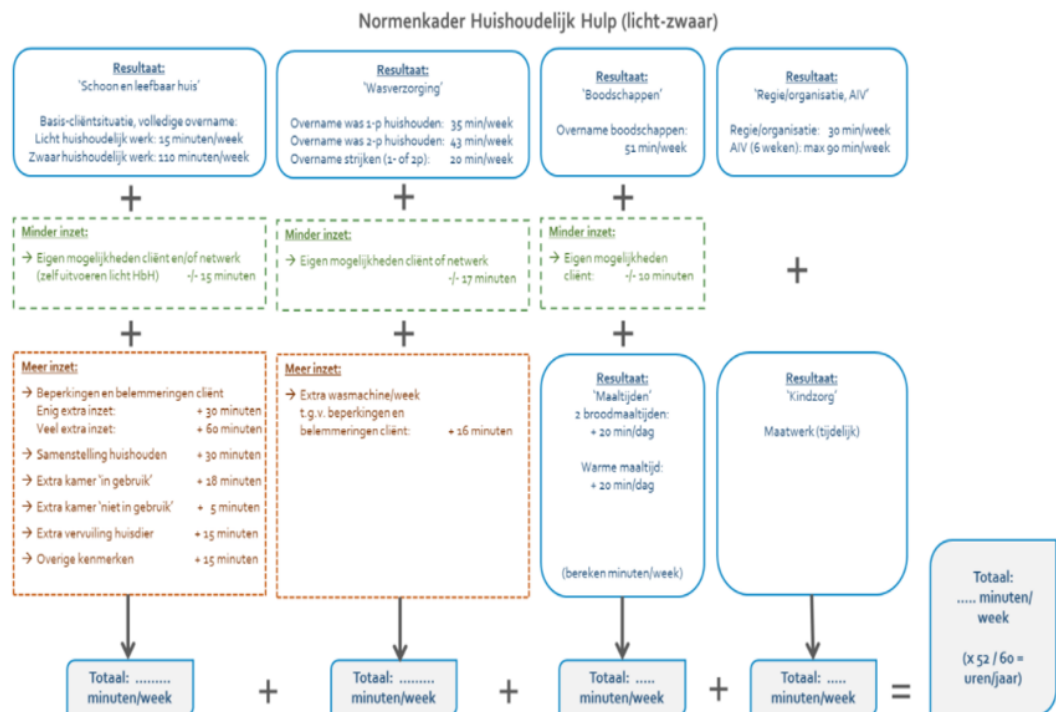 Normenkader Huishoudelijk Hulp (licht-zwaar)
Resultaat:
'Schoon en leefbaar huis'
Basis-cliëntsituatie, volledige overname:
Licht huishoudelijk werk: 15 minuten/week
Zwaar huishoudelijk werk: 110 minuten/week
Resultaat:
'Wasverzorging'
Overname was 1-p huishouden: 35 min/week
Overname was 2-p huishouden: 43 min/week
Overname strijken (1- of 2p): 20 min/week
Resultaat:
'Boodschappen'
Overname boodschappen:
51 min/week
Resultaat:
'Regie/organisatie, AIV'
Regie/organisatie: 30 min/week
AIV (6 weken): max 90 min/week
+ + + +
Minder inzet:
→ Eigen mogelijkheden cliënt en/of netwerk
(zelf uitvoeren licht HbH) -/- 15 minuten
Minder inzet:
→ Eigen mogelijkheden cliënt of netwerk
-/- 17 minuten
Minder inzet:
→ Eigen mogelijkheden
cliënt: -/- 10 minuten
+
+ + +
Meer inzet:
→ Beperkingen en belemmeringen cliënt
Enig extra inzet: + 30 minuten
Veel extra inzet: + 60 minuten
→ Samenstelling huishouden + 30 minuten
→ Extra kamer 'in gebruik' + 18 minuten
→ Extra kamer 'niet in gebruik' + 5 minuten
→ Extra vervuiling huisdier + 15 minuten
→ Overige kenmerken + 15 minuten
Meer inzet:
→ Extra wasmachine/week
t.g.v. beperkingen en
belemmeringen cliënt: + 16 minuten
Resultaat:
'Maaltijden'
2 broodmaaltijden:
+ 20 min/dag
Warme maaltijd:
+ 20 min/dag
(bereken minuten/week)
Resultaat:
'Kindzorg'
Maatwerk (tijdelijk)
Totaal: .........
minuten/week
+
Totaal: .........
minuten/week
+
Totaal: .....
minuten/week
+
Totaal: .....
minuten/week
=
Totaal:
..... minuten/
week
(x 52 / 60 =
uren/jaar)